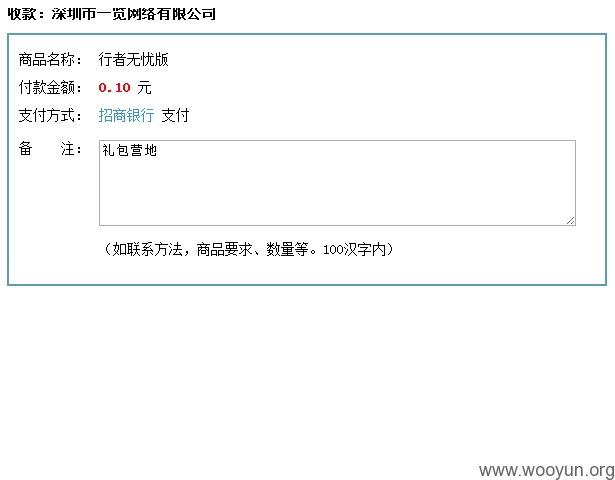 收款：深圳市一览网络有限公司
商品名称： 行者无忧版
付款金额： 0.10 元
支付方式： 招商银行 支付
备 注： 礼包营地
（如联系方法，商品要求、数量等。100汉字内）
www.wooyun.org